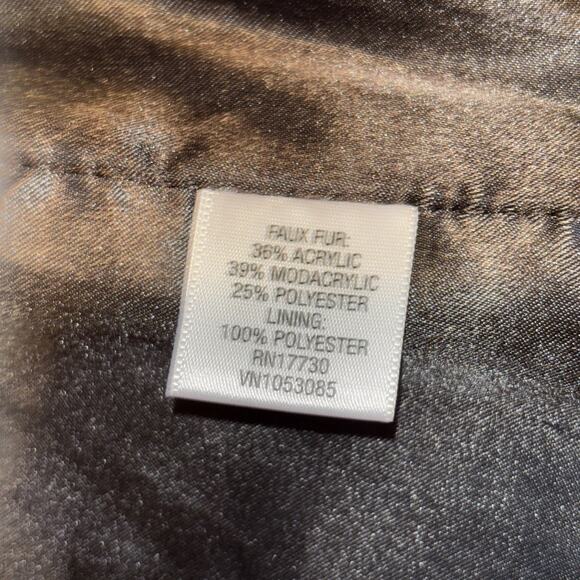 FAUX FUR:
36% ACRYLIC
39% MODACRYLIC
25% POLYESTER
LINING:
100% POLYESTER
RN17730
VN1053085